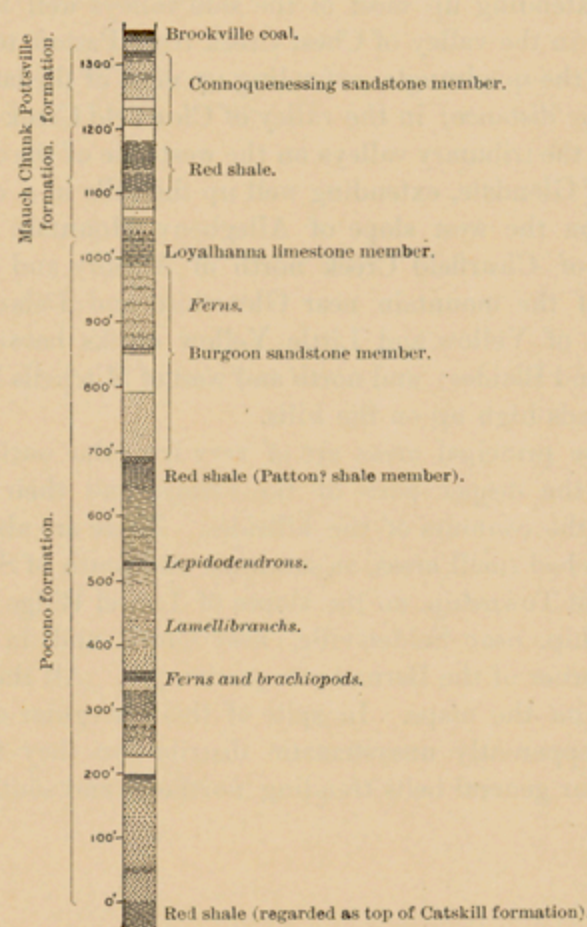 Brookville coal.
1300'
Connoquenessing sandstone member.
Pottsville
formation.
1200'
Red shale.
Mauch Chunk
formation.
1100'
Loyalhanna limestone member.
1000'
Ferns.
900'
Burgoon sandstone member.
800'
700'
Red shale (Patton? shale member).
600'
Lepidodendrons.
Pocono formation.
500'
Lamellibranchs.
400'
Ferns and brachiopods.
300'
200'
100'
0'
Red shale (regarded as top of Catskill formation)